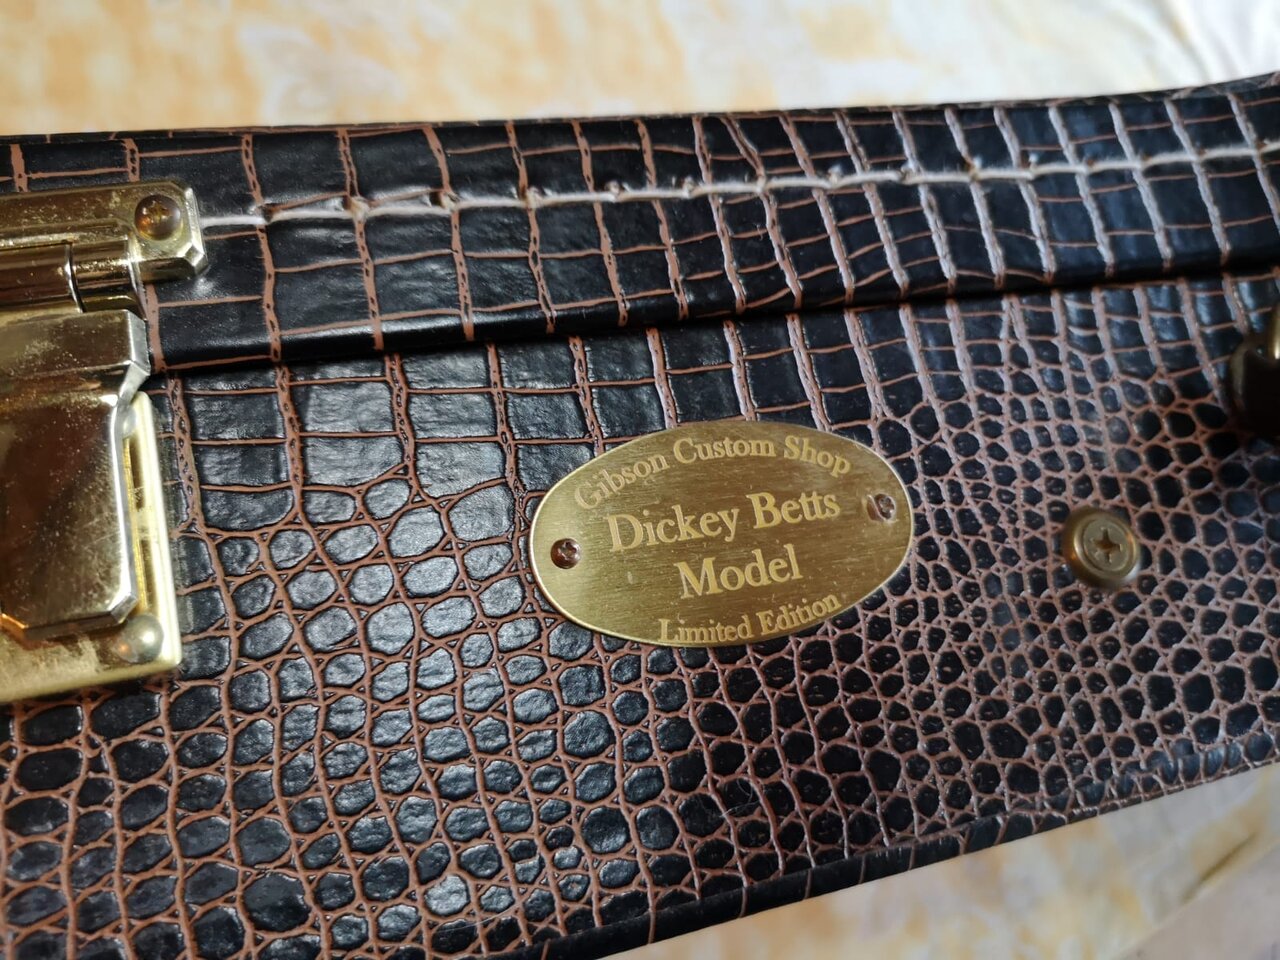 Gibson Custom Shop
Dickey Betts
Model
Limited Edition